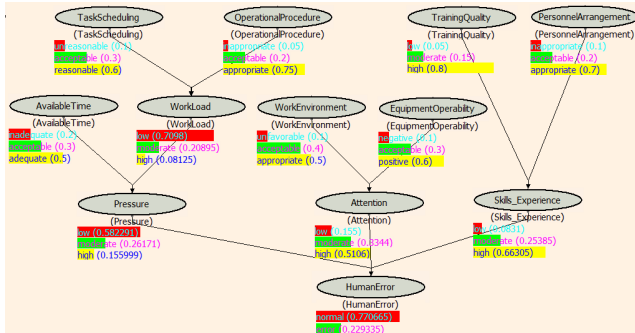 TaskScheduling
(TaskScheduling)
unreasonable (0.1)
acceptable (0.3)
reasonable (0.6)
OperationalProcedure
(OperationalProcedure)
inappropriate (0.05)
acceptable (0.2)
appropriate (0.75)
TrainingQuality
(TrainingQuality)
low (0.05)
moderate (0.15)
high (0.8)
PersonnelArrangement
(PersonnelArrangement)
inappropriate (0.1)
acceptable (0.2)
appropriate (0.7)
AvailableTime
(AvailableTime)
inadequate (0.2)
acceptable (0.3)
adequate (0.5)
WorkLoad
(WorkLoad)
low (0.7098)
moderate (0.20895)
high (0.08125)
WorkEnvironment
(WorkEnvironment)
unfavorable (0.1)
acceptable (0.4)
appropriate (0.5)
EquipmentOperability
(EquipmentOperability)
negative (0.1)
acceptable (0.3)
positive (0.6)
Pressure
(Pressure)
low (0.582291)
moderate (0.26171)
high (0.155999)
Attention
(Attention)
low (0.155)
moderate (0.3344)
high (0.5106)
Skills_Experience
(Skills_Experience)
low (0.0831)
moderate (0.25385)
high (0.66305)
HumanError
(HumanError)
normal (0.770665)
error (0.229335)